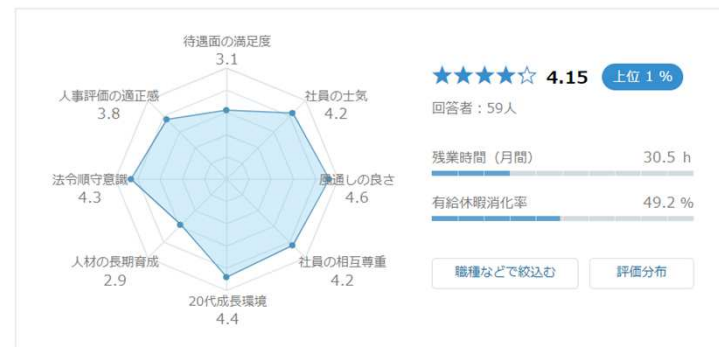 待遇面の満足度
3.1
社員の士気
4.2
風通しの良さ
4.6
社員の相互尊重
4.2
20代成長環境
4.4
人材の長期育成
2.9
法令順守意識
4.3
人事評価の適正感
3.8
★★★★☆ 4.15 上位 1 %
回答者：59人
残業時間（月間） 30.5 h
有給休暇消化率 49.2 %
職種などで絞込む 評価分布